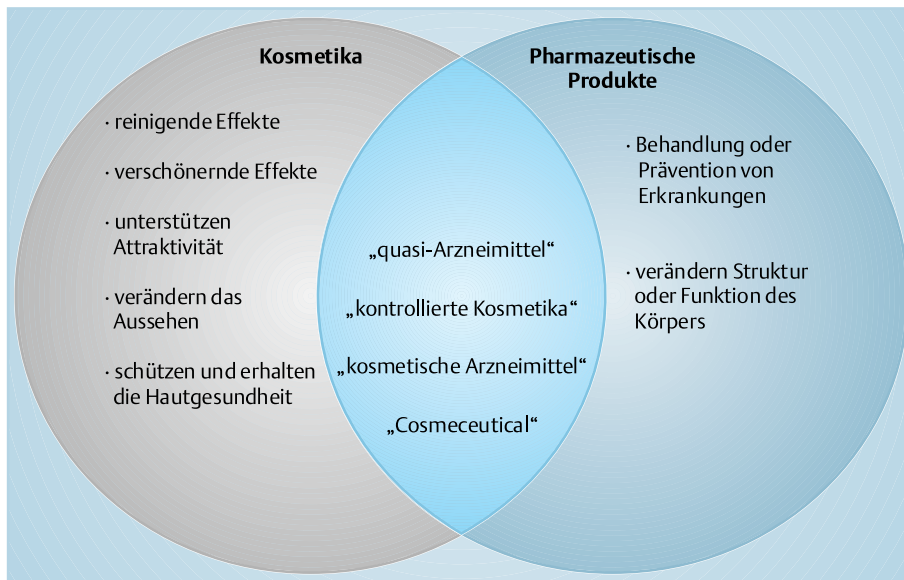 Kosmetika
· reinigende Effekte
· verschönernde Effekte
· unterstützen
Attraktivität
· verändern das
Aussehen
· schützen und erhalten
die Hautgesundheit
„quasi-Arzneimittel“
„kontrollierte Kosmetika“
„kosmetische Arzneimittel“
„Cosmeceutical“
Pharmazeutische
Produkte
· Behandlung oder
Prävention von
Erkrankungen
· verändern Struktur
oder Funktion des
Körpers